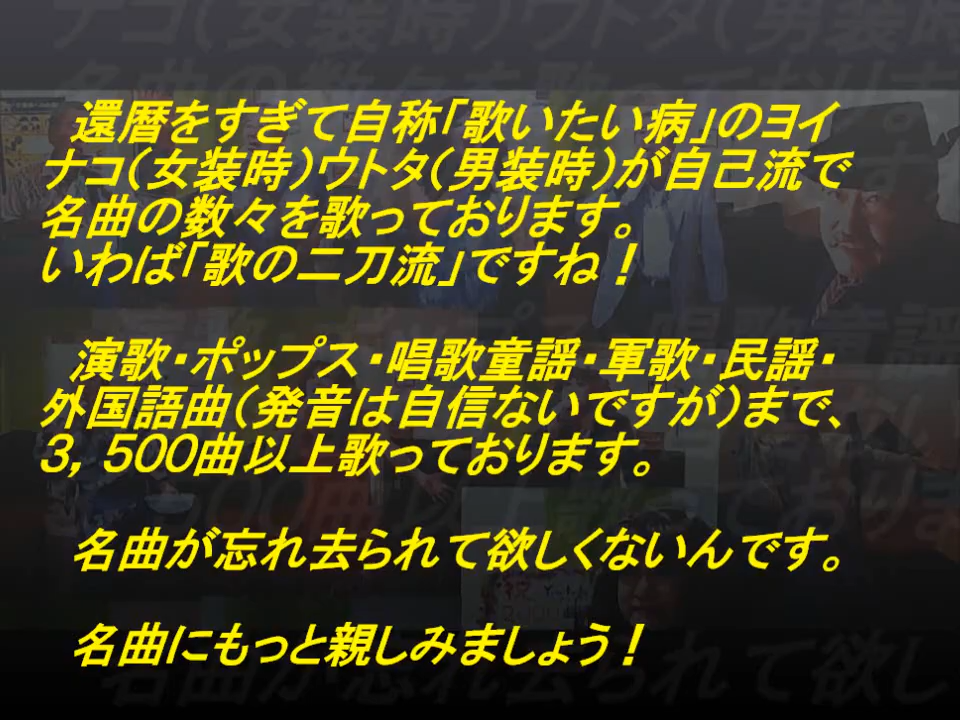 還暦をすぎて自称「歌いたい病」のヨイ
ナコ（女装時）ウトタ（男装時）が自己流で
名曲の数々を歌っております。
いわば「歌の二刀流」ですね！
演歌・ポップス・唱歌童謡・軍歌・民謡・
外国語曲（発音は自信ないですが）まで、
３，５００曲以上歌っております。
名曲が忘れ去られて欲しくないんです。
名曲にもっと親しみましょう！